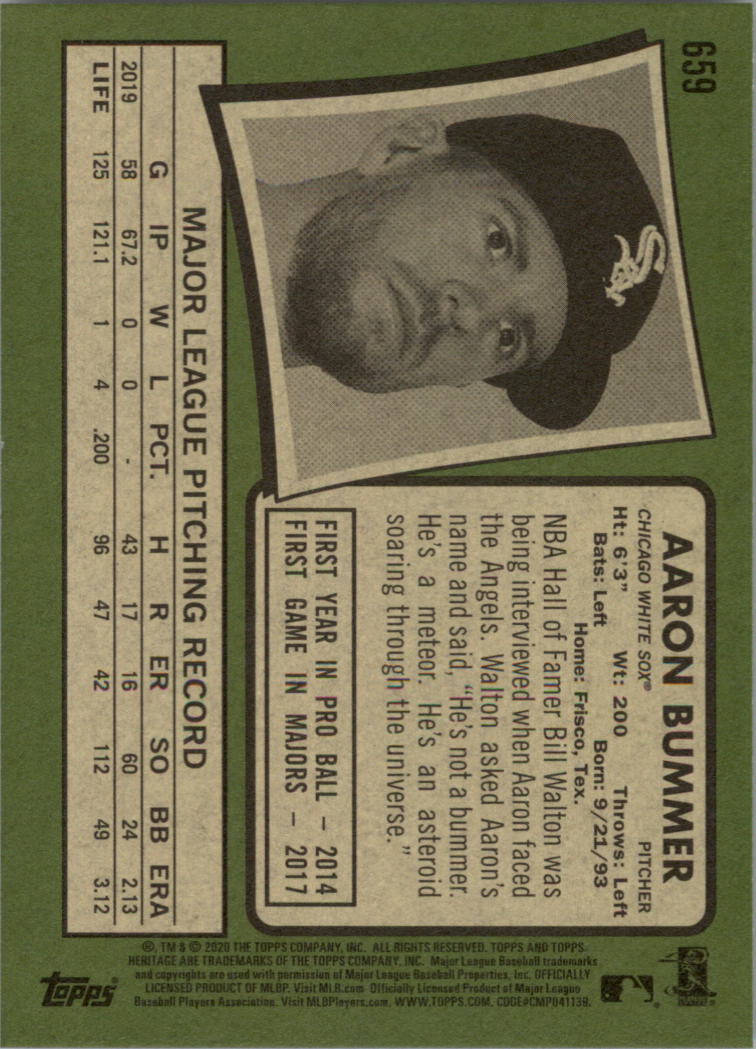 659
AARON BUMMER
CHICAGO WHITE SOX® PITCHER
Ht: 6'3" Wt: 200 Throws: Left
Bats: Left Born: 9/21/93
Home: Frisco, Tex.
NBA Hall of Famer Bill Walton was
being interviewed when Aaron faced
the Angels. Walton asked Aaron's
name and said, “He's not a bummer.
He's a meteor. He's an asteroid
soaring through the universe.”
FIRST YEAR IN PRO BALL – 2014
FIRST GAME IN MAJORS – 2017
MAJOR LEAGUE PITCHING RECORD
G IP W L PCT. H R ER SO BB ERA
2019 58 67.2 0 0 - 43 17 16 60 24 2.13
LIFE 125 121.1 1 4 .200 96 47 42 112 49 3.12
®, TM & © 2020 THE TOPPS COMPANY, INC. ALL RIGHTS RESERVED. TOPPS AND TOPPS
HERITAGE ARE TRADEMARKS OF THE TOPPS COMPANY, INC. Major League Baseball trademarks
and copyrights are used with permission of Major League Baseball Properties, Inc. OFFICIALLY
LICENSED PRODUCT OF MLBP. Visit MLB.com Officially Licensed Product of Major League
Baseball Players Association. Visit MLBPlayers.com. WWW.TOPPS.COM. CODE#CMP041139.
topps®
Sox